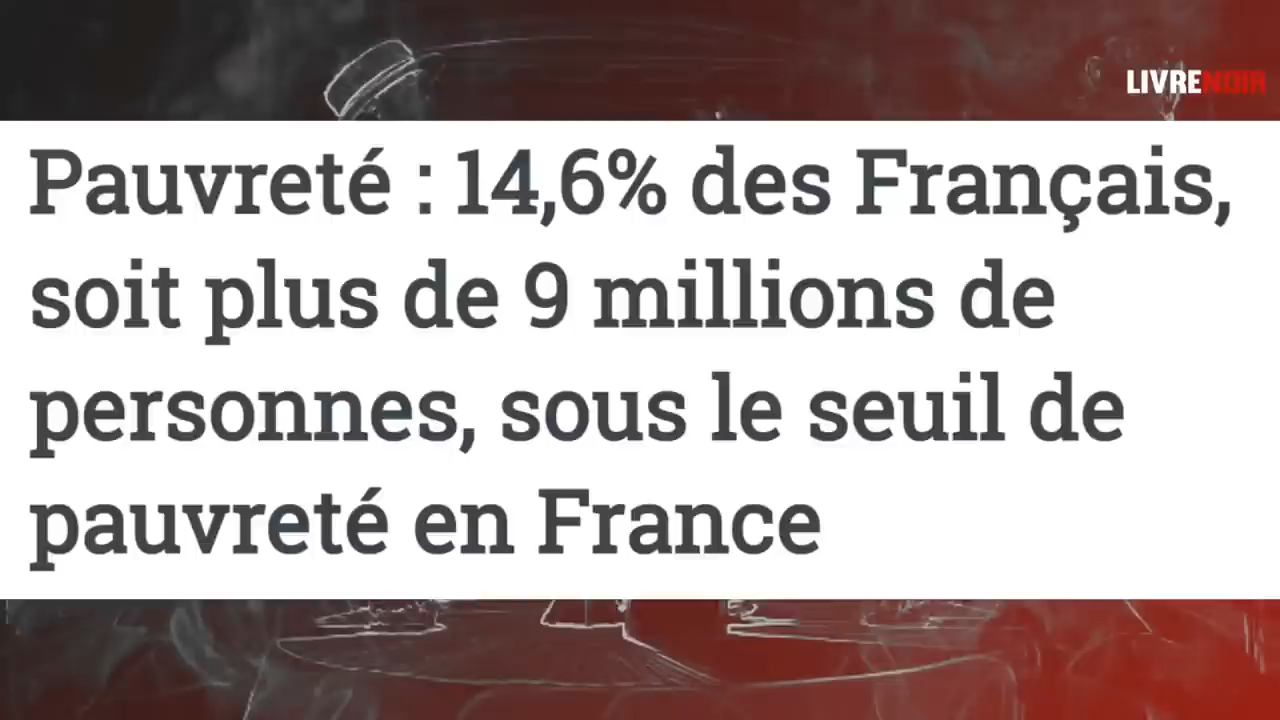 LIVRENOIR
Pauvreté : 14,6% des Français,
soit plus de 9 millions de
personnes, sous le seuil de
pauvreté en France